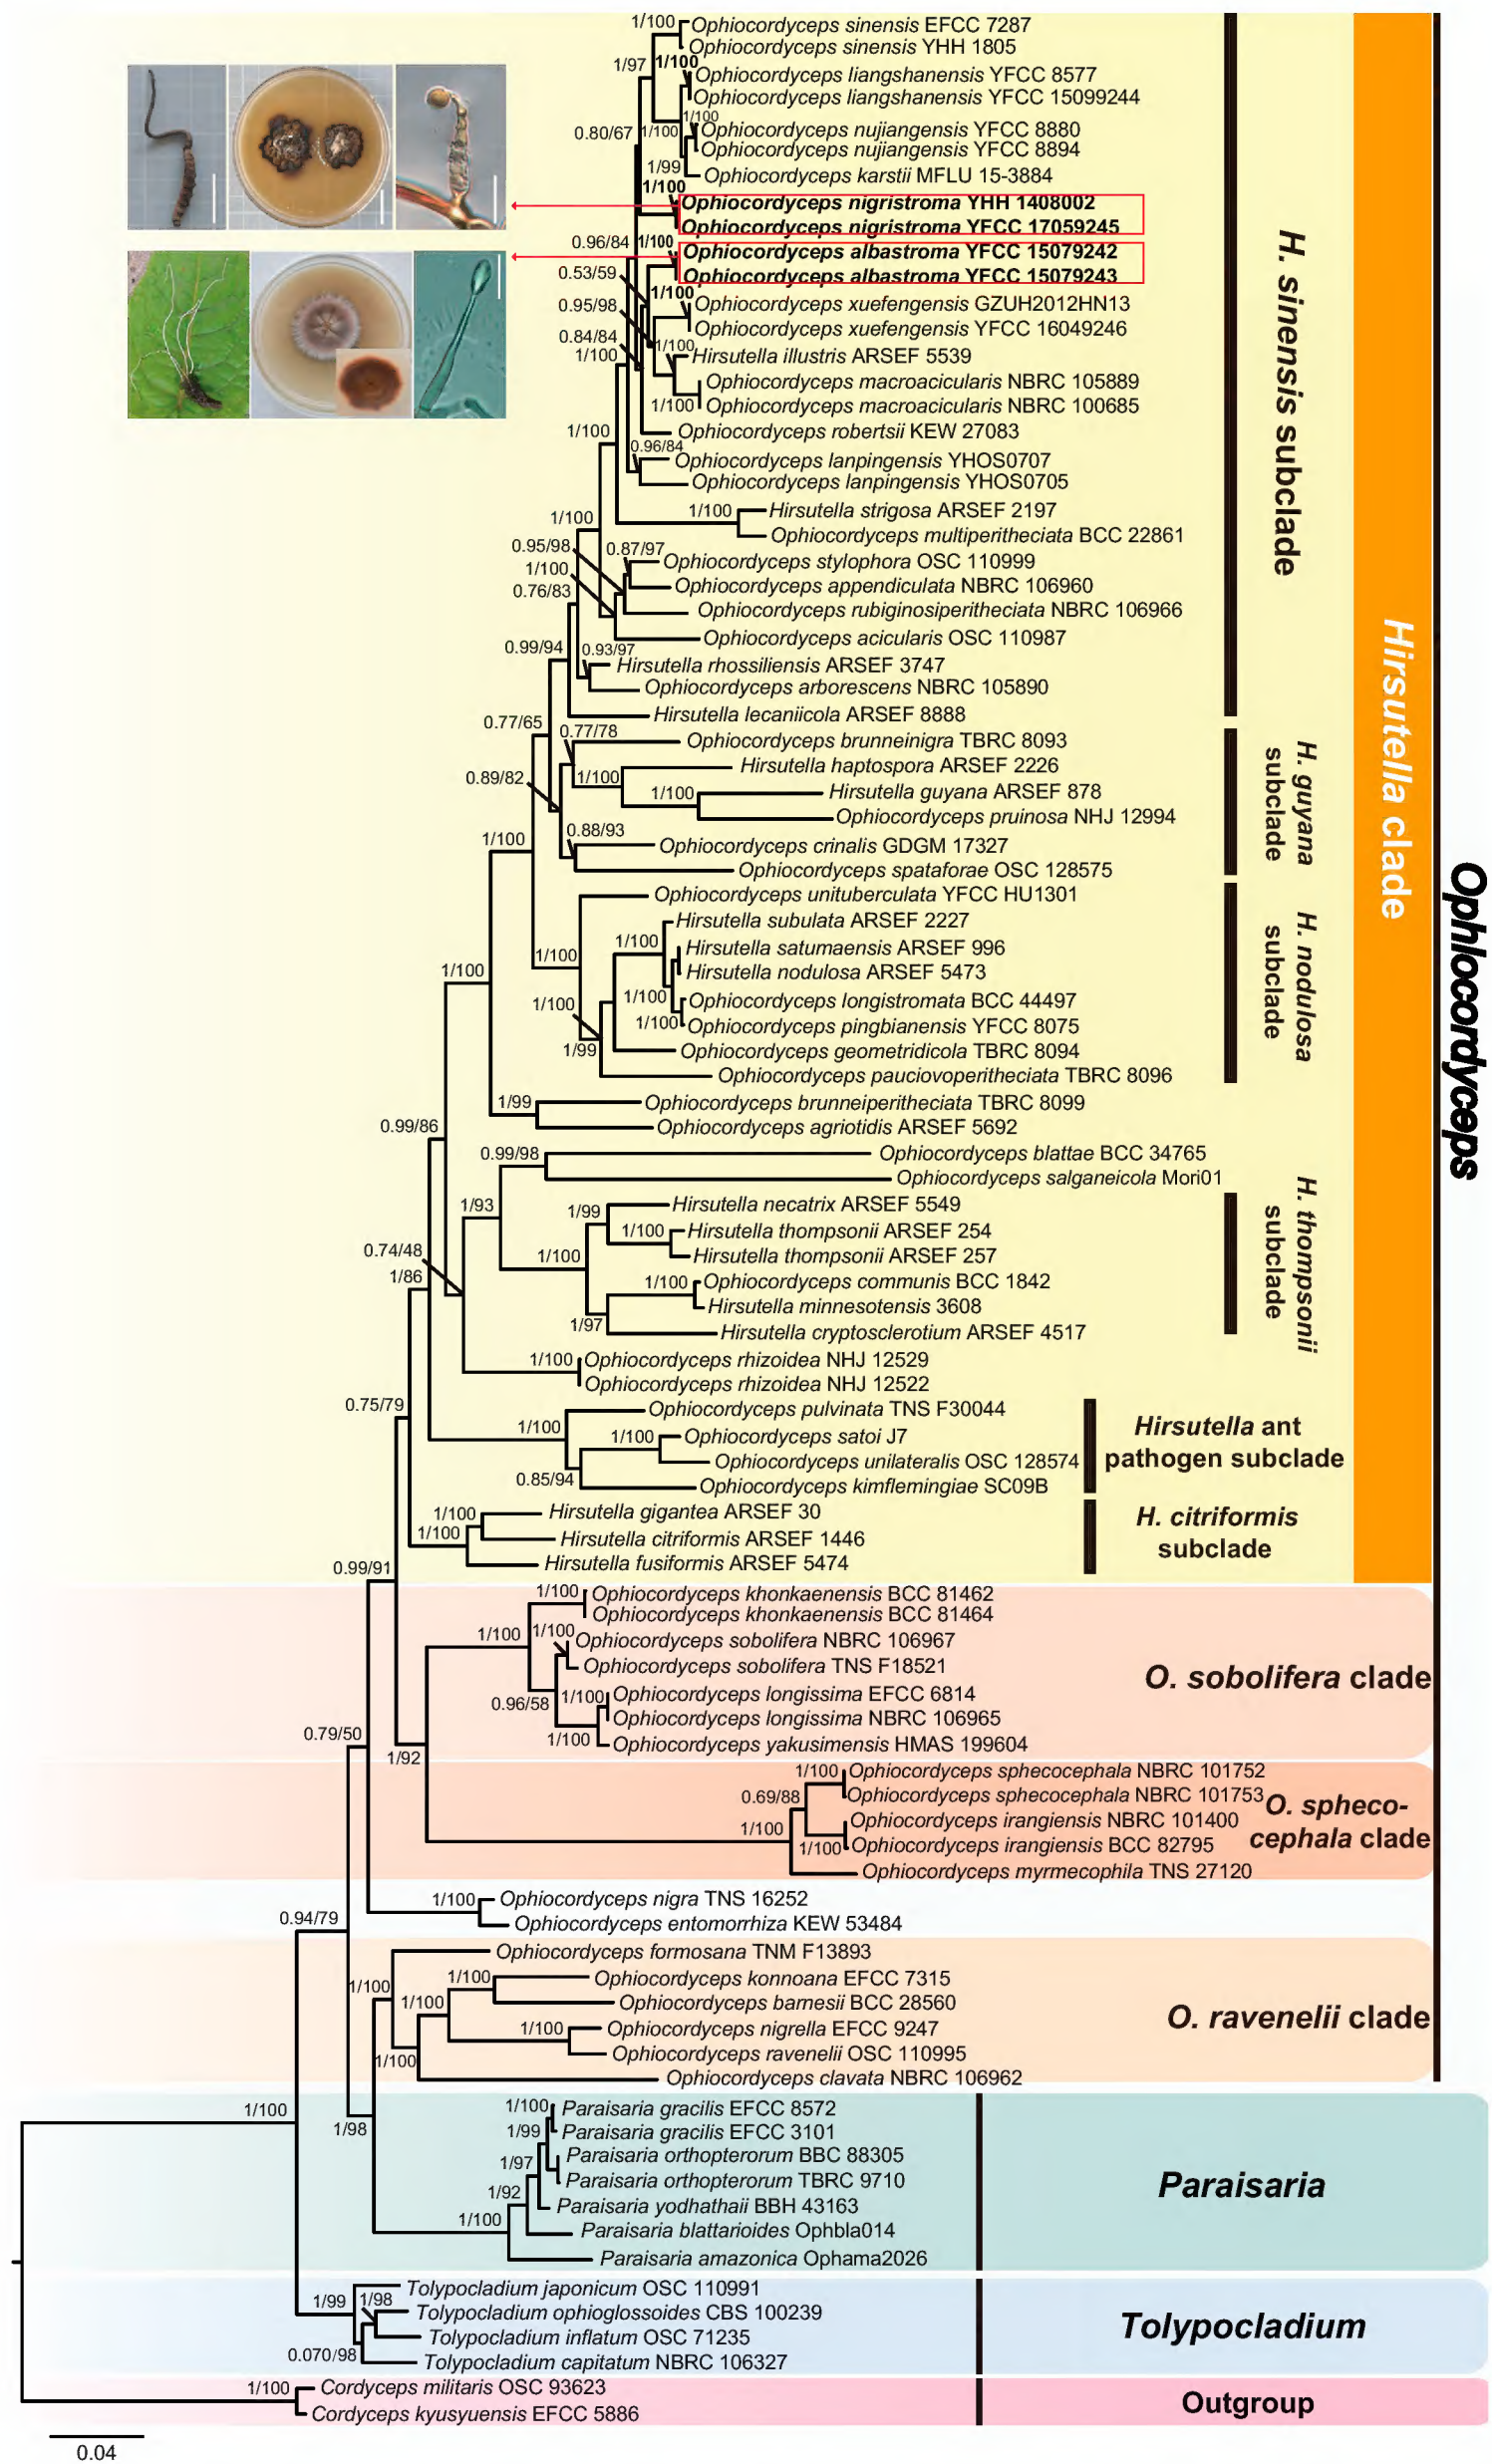 1/100
Ophiocordyceps sinensis EFCC 7287
Ophiocordyceps sinensis YHH 1805
1/97
1/100
Ophiocordyceps liangshanensis YFCC 8577
Ophiocordyceps liangshanensis YFCC 15099244
0.80/67
1/100
1/100
Ophiocordyceps nujiangensis YFCC 8880
Ophiocordyceps nujiangensis YFCC 8894
1/99
Ophiocordyceps karstii MFLU 15-3884
1/100
Ophiocordyceps nigristroma YHH 1408002
Ophiocordyceps nigristroma YFCC 17059245
0.96/84
1/100
Ophiocordyceps albastroma YFCC 15079242
0.53/59
Ophiocordyceps albastroma YFCC 15079243
1/100
0.95/98
Ophiocordyceps xuefengensis GZUH2012HN13
Ophiocordyceps xuefengensis YFCC 16049246
0.84/84
1/100
1/100
Hirsutella illustris ARSEF 5539
Ophiocordyceps macroacicularis NBRC 105889
1/100
Ophiocordyceps macroacicularis NBRC 100685
1/100
Ophiocordyceps robertsii KEW 27083
0.96/84
Ophiocordyceps lanpingensis YHOS0707
Ophiocordyceps lanpingensis YHOS0705
1/100
Hirsutella strigosa ARSEF 2197
1/100
Ophiocordyceps multiperitheciata BCC 22861
0.95/98
0.87/97
Ophiocordyceps stylophora OSC 110999
1/100
Ophiocordyceps appendiculata NBRC 106960
0.76/83
Ophiocordyceps rubiginosiperitheciata NBRC 106966
Ophiocordyceps acicularis OSC 110987
0.99/94
0.93/97
Hirsutella rhossiliensis ARSEF 3747
Ophiocordyceps arborescens NBRC 105890
Hirsutella lecaniicola ARSEF 8888
H. sinensis subclade
0.77/65
0.77/78
Ophiocordyceps brunneinigra TBRC 8093
Hirsutella haptospora ARSEF 2226
0.89/82
1/100
1/100
Hirsutella guyana ARSEF 878
Ophiocordyceps pruinosa NHJ 12994
1/100
0.88/93
Ophiocordyceps crinalis GDGM 17327
Ophiocordyceps spataforae OSC 128575
H. guyana
subclade
Ophiocordyceps unituberculata YFCC HU1301
Hirsutella subulata ARSEF 2227
1/100
Hirsutella satumaensis ARSEF 996
1/100
Hirsutella nodulosa ARSEF 5473
1/100
1/100
1/100
Ophiocordyceps longistromata BCC 44497
1/100
Ophiocordyceps pingbianensis YFCC 8075
1/99
Ophiocordyceps geometridicola TBRC 8094
Ophiocordyceps pauciovoperitheciata TBRC 8096
H. nodulosa
subclade
1/99
Ophiocordyceps brunneiperitheciata TBRC 8099
0.99/86
Ophiocordyceps agriotidis ARSEF 5692
0.99/98
Ophiocordyceps blattae BCC 34765
Ophiocordyceps salganeicola Mori01
1/93
1/99
Hirsutella necatrix ARSEF 5549
1/100
Hirsutella thompsonii ARSEF 254
0.74/48
1/100
Hirsutella thompsonii ARSEF 257
1/86
1/100
Ophiocordyceps communis BCC 1842
Hirsutella minnesotensis 3608
1/97
Hirsutella cryptosclerotium ARSEF 4517
H. thompsonii
subclade
1/100
Ophiocordyceps rhizoidea NHJ 12529
Ophiocordyceps rhizoidea NHJ 12522
0.75/79
Ophiocordyceps pulvinata TNS F30044
1/100
1/100
Ophiocordyceps satoi J7
Ophiocordyceps unilateralis OSC 128574
0.85/94
Ophiocordyceps kimflemingiae SC09B
Hirsutella ant
pathogen subclade
1/100
Hirsutella gigantea ARSEF 30
1/100
Hirsutella citriformis ARSEF 1446
Hirsutella fusiformis ARSEF 5474
H. citriformis
subclade
Hirsutella clade
0.99/91
1/100
Ophiocordyceps khonkaenensis BCC 81462
Ophiocordyceps khonkaenensis BCC 81464
1/100
1/100
Ophiocordyceps sobolifera NBRC 106967
Ophiocordyceps sobolifera TNS F18521
0.96/58
1/100
Ophiocordyceps longissima EFCC 6814
Ophiocordyceps longissima NBRC 106965
1/100
Ophiocordyceps yakusimensis HMAS 199604
O. sobolifera clade
0.79/50
1/92
1/100
Ophiocordyceps sphecocephala NBRC 101752
0.69/88
Ophiocordyceps sphecocephala NBRC 101753
1/100
Ophiocordyceps irangiensis NBRC 101400
1/100
Ophiocordyceps irangiensis BCC 82795
Ophiocordyceps myrmecophila TNS 27120
O. spheco-
cephala clade
1/100
Ophiocordyceps nigra TNS 16252
0.94/79
Ophiocordyceps entomorrhiza KEW 53484
Ophiocordyceps formosana TNM F13893
1/100
1/100
Ophiocordyceps konnoana EFCC 7315
1/100
Ophiocordyceps barnesii BCC 28560
1/100
Ophiocordyceps nigrella EFCC 9247
1/100
Ophiocordyceps ravenelii OSC 110995
Ophiocordyceps clavata NBRC 106962
O. ravenelii clade
Ophiocordyceps
1/100
1/98
1/100
Paraisaria gracilis EFCC 8572
1/99
Paraisaria gracilis EFCC 3101
1/97
Paraisaria orthopterorum BBC 88305
Paraisaria orthopterorum TBRC 9710
1/92
Paraisaria yodhathaii BBH 43163
1/100
Paraisaria blattarioides Ophbla014
Paraisaria amazonica Ophama2026
Paraisaria
1/99
1/98
Tolypocladium japonicum OSC 110991
Tolypocladium ophioglossoides CBS 100239
Tolypocladium inflatum OSC 71235
0.070/98
Tolypocladium capitatum NBRC 106327
Tolypocladium
1/100
Cordyceps militaris OSC 93623
Cordyceps kyusyuensis EFCC 5886
Outgroup
0.04